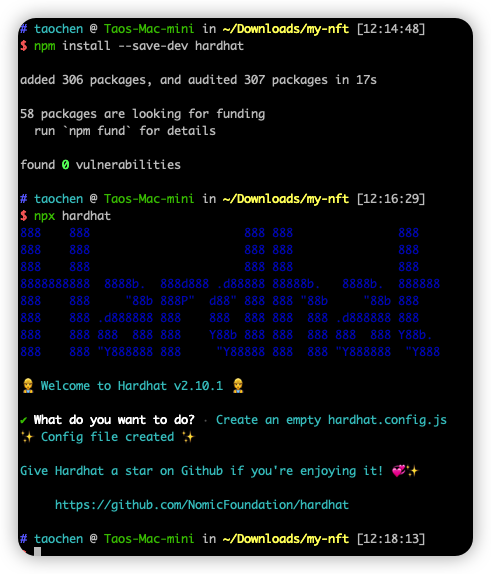 # taochen @ Taos-Mac-mini in ~/Downloads/my-nft [12:14:48]
$ npm install --save-dev hardhat
added 306 packages, and audited 307 packages in 17s
58 packages are looking for funding
run `npm fund` for details
found 0 vulnerabilities
# taochen @ Taos-Mac-mini in ~/Downloads/my-nft [12:16:29]
$ npx hardhat
888    888                      888 888               888
888    888                      888 888               888
888    888                      888 888               888
8888888888  8888b.  888d888 .d88888 88888b.   8888b.  888888
888    888     "88b 888P"  d88" 888 888 "88b     "88b 888
888    888 .d888888 888    888  888 888  888 .d888888 888
888    888 888  888 888    Y88b 888 888  888 888  888 Y88b.
888    888 "Y888888 888     "Y88888 888  888 "Y888888  "Y888
👷 Welcome to Hardhat v2.10.1 👷
✔ What do you want to do? · Create an empty hardhat.config.js
✨ Config file created ✨
Give Hardhat a star on Github if you're enjoying it! 💞✨
https://github.com/NomicFoundation/hardhat
# taochen @ Taos-Mac-mini in ~/Downloads/my-nft [12:18:13]
$